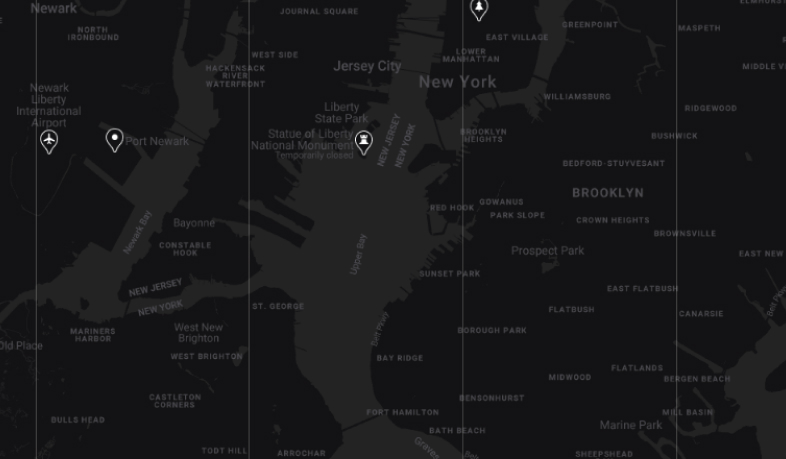 Newark
JOURNAL SQUARE
NORTH
IRONBOUND
WEST SIDE
HACKENSACK
RIVER
WATERFRONT
Jersey City
LOWER
MANHATTAN
EAST VILLAGE
GREENPOINT
MASPETH
New York
WILLIAMSBURG
RIDGEWOOD
Newark
Liberty
International
Airport
Port Newark
Liberty
State Park
Statue of Liberty
National Monument
Temporarily closed
NEW JERSEY
NEW YORK
BROOKLYN
HEIGHTS
BUSHWICK
BEDFORD-STUYVESANT
BROOKLYN
Bayonne
Newark Bay
CONSTABLE
HOOK
RED HOOK
GOWANUS
PARK SLOPE
CROWN HEIGHTS
BROWNSVILLE
Upper Bay
Prospect Park
EAST NEW
SUNSET PARK
NEW JERSEY
NEW YORK
EAST FLATBUSH
ST. GEORGE
FLATBUSH
CANARSIE
Belt Pkwy
MARINERS
HARBOR
Old Place
West New
Brighton
WEST BRIGHTON
BOROUGH PARK
BAY RIDGE
FLATLANDS
BERGEN BEACH
MIDWOOD
CASTLETON
CORNERS
BENSONHURST
BULLS HEAD
FORT HAMILTON
MILL BASIN
Marine Park
BATH BEACH
TODT HILL
ARROCHAR
SHEEPSHEAD